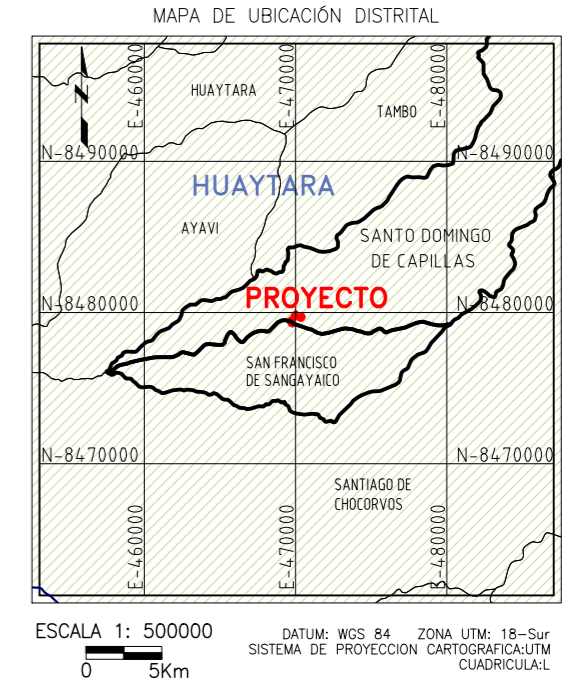 MAPA DE UBICACIÓN DISTRITAL
E-460000
E-470000
E-480000
HUAYTARA
TAMBO
N-8490000
N-8490000
HUAYTARA
AYAVI
SANTO DOMINGO
DE CAPILLAS
PROYECTO
N-8480000
N-8480000
SAN FRANCISCO
DE SANGAYAICO
N-8470000
N-8470000
SANTIAGO DE
CHOCORVOS
E-460000
E-470000
E-480000
N
ESCALA 1: 500000
0 5Km
DATUM: WGS 84 ZONA UTM: 18-Sur
SISTEMA DE PROYECCION CARTOGRAFICA:UTM
CUADRICULA:L